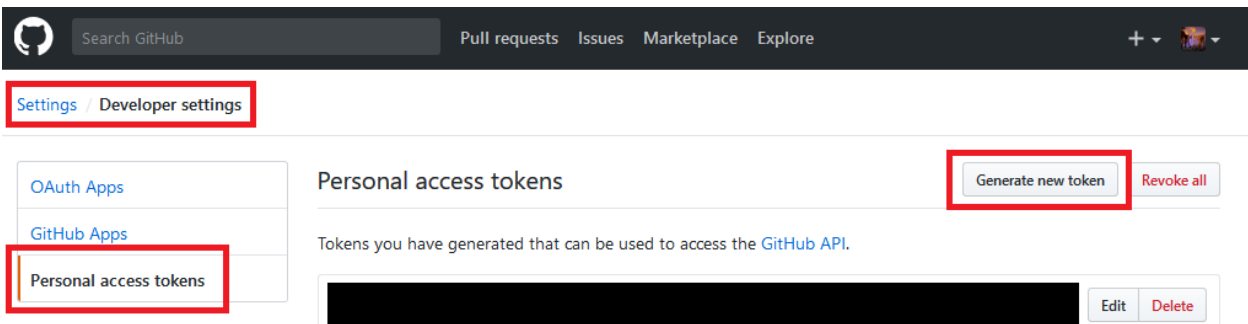 Search GitHub
Pull requests Issues Marketplace Explore
Settings / Developer settings
OAuth Apps
GitHub Apps
Personal access tokens
Personal access tokens
Generate new token
Revoke all
Tokens you have generated that can be used to access the GitHub API.
Edit
Delete